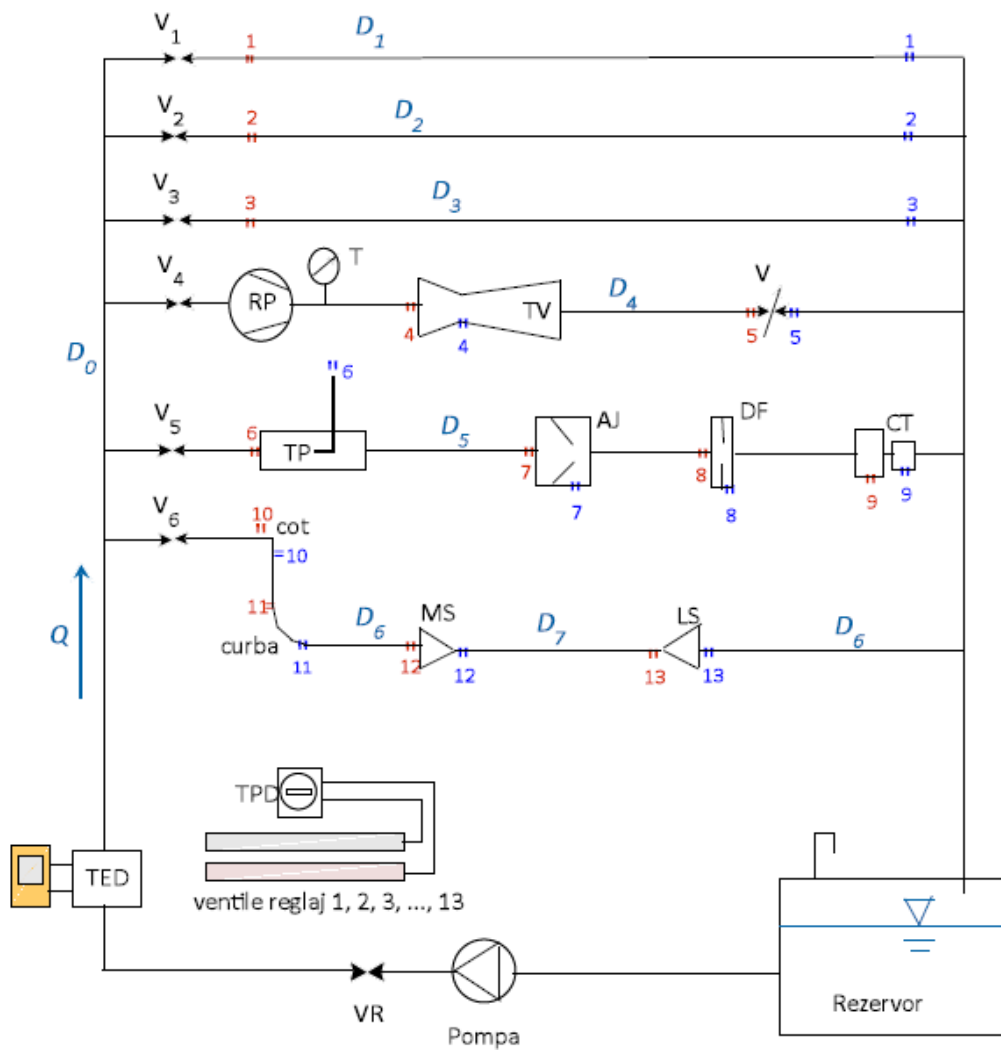 V1
1
D1
1
V2
2
D2
2
V3
3
D3
3
V4
RP
T
4
TV
4
D4
V
5
5
D0
6
V5
6
TP
D5
7
AJ
7
DF
8
8
CT
9
9
V6
10
cot
10
11
curba
11
D6
MS
12
12
D7
LS
13
13
D6
Q
TPD
TED
ventile reglaj 1, 2, 3, ..., 13
VR
Pompa
Rezervor